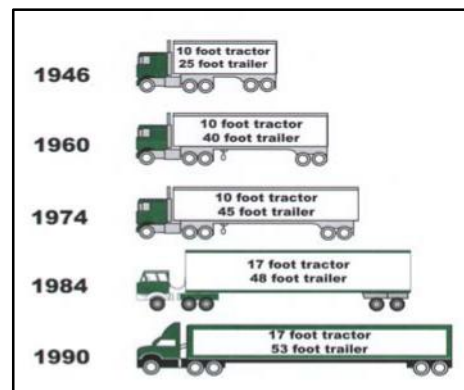 1946
10 foot tractor
25 foot trailer
1960
10 foot tractor
40 foot trailer
1974
10 foot tractor
45 foot trailer
1984
17 foot tractor
48 foot trailer
1990
17 foot tractor
53 foot trailer